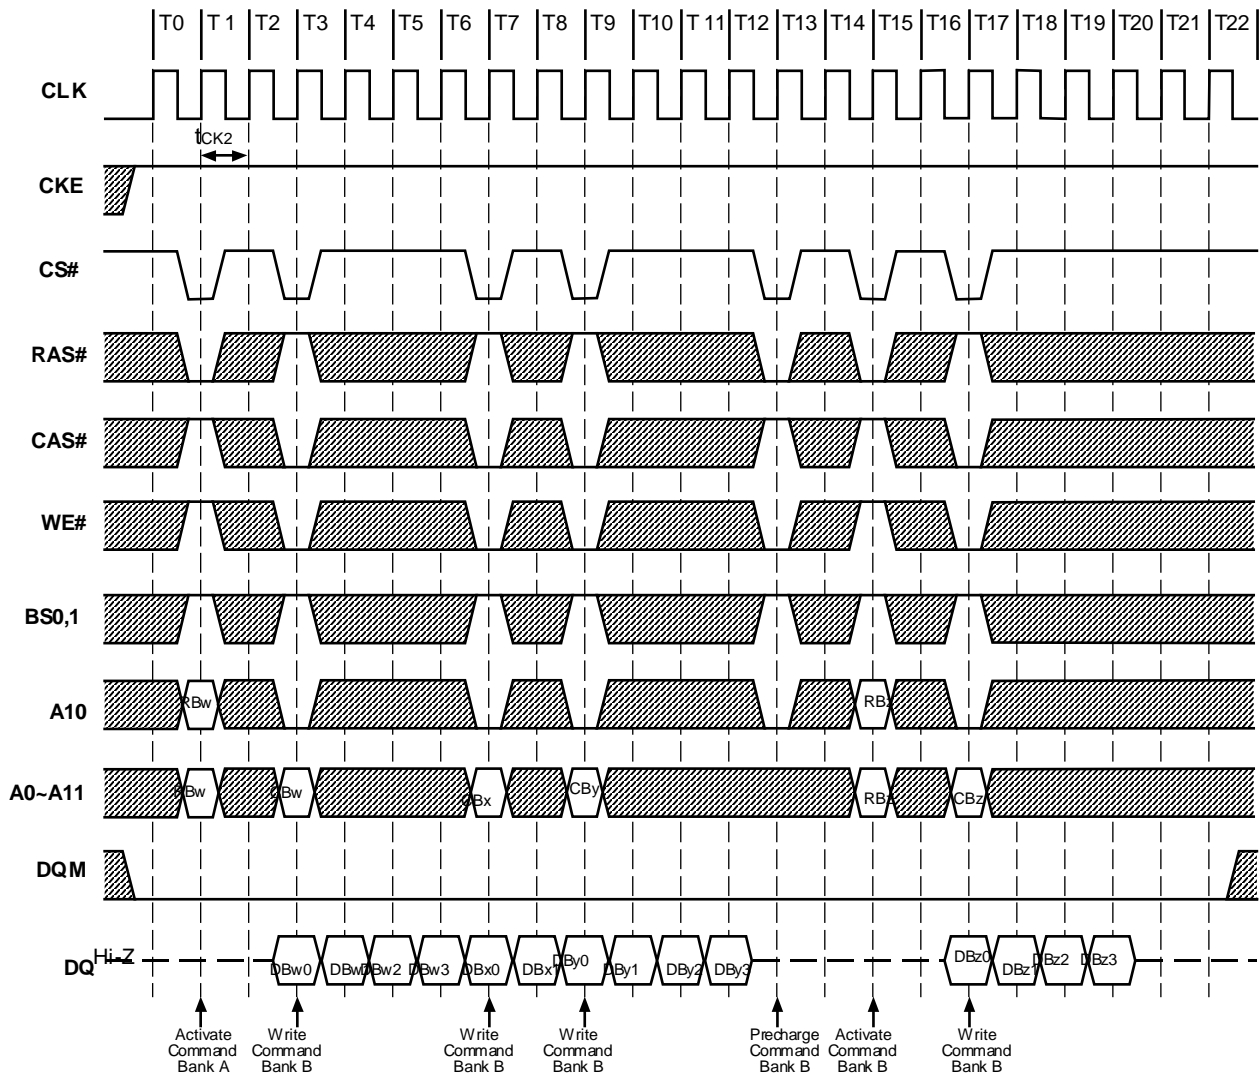 T0 T1 T2 T3 T4 T5 T6 T7 T8 T9 T10 T11 T12 T13 T14 T15 T16 T17 T18 T19 T20 T21 T22
CLK
tCK2
CKE
CS#
RAS#
CAS#
WE#
BS0,1
A10
RBw RBz
A0~A11
RBw CBw CBx CBy RBz CBz
DQM
DQ Hi-Z
DBw0 DBw1 DBw2 DBw3 DBx0 DBx1 DBy0 DBy1 DBy2 DBy3 DBz0 DBz1 DBz2 DBz3
Activate
Command
Bank A
Write
Command
Bank B
Write
Command
Bank B
Write
Command
Bank B
Precharge
Command
Bank B
Activate
Command
Bank B
Write
Command
Bank B